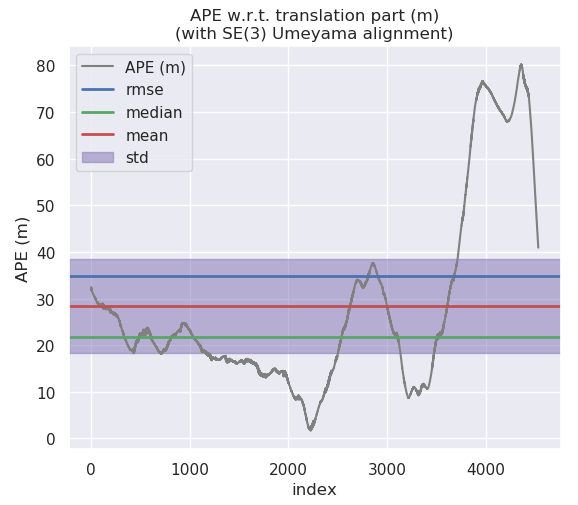 APE w.r.t. translation part (m)
(with SE(3) Umeyama alignment)
APE (m)
rmse
median
mean
std
APE (m)
80
70
60
50
40
30
20
10
0
0 1000 2000 3000 4000
index